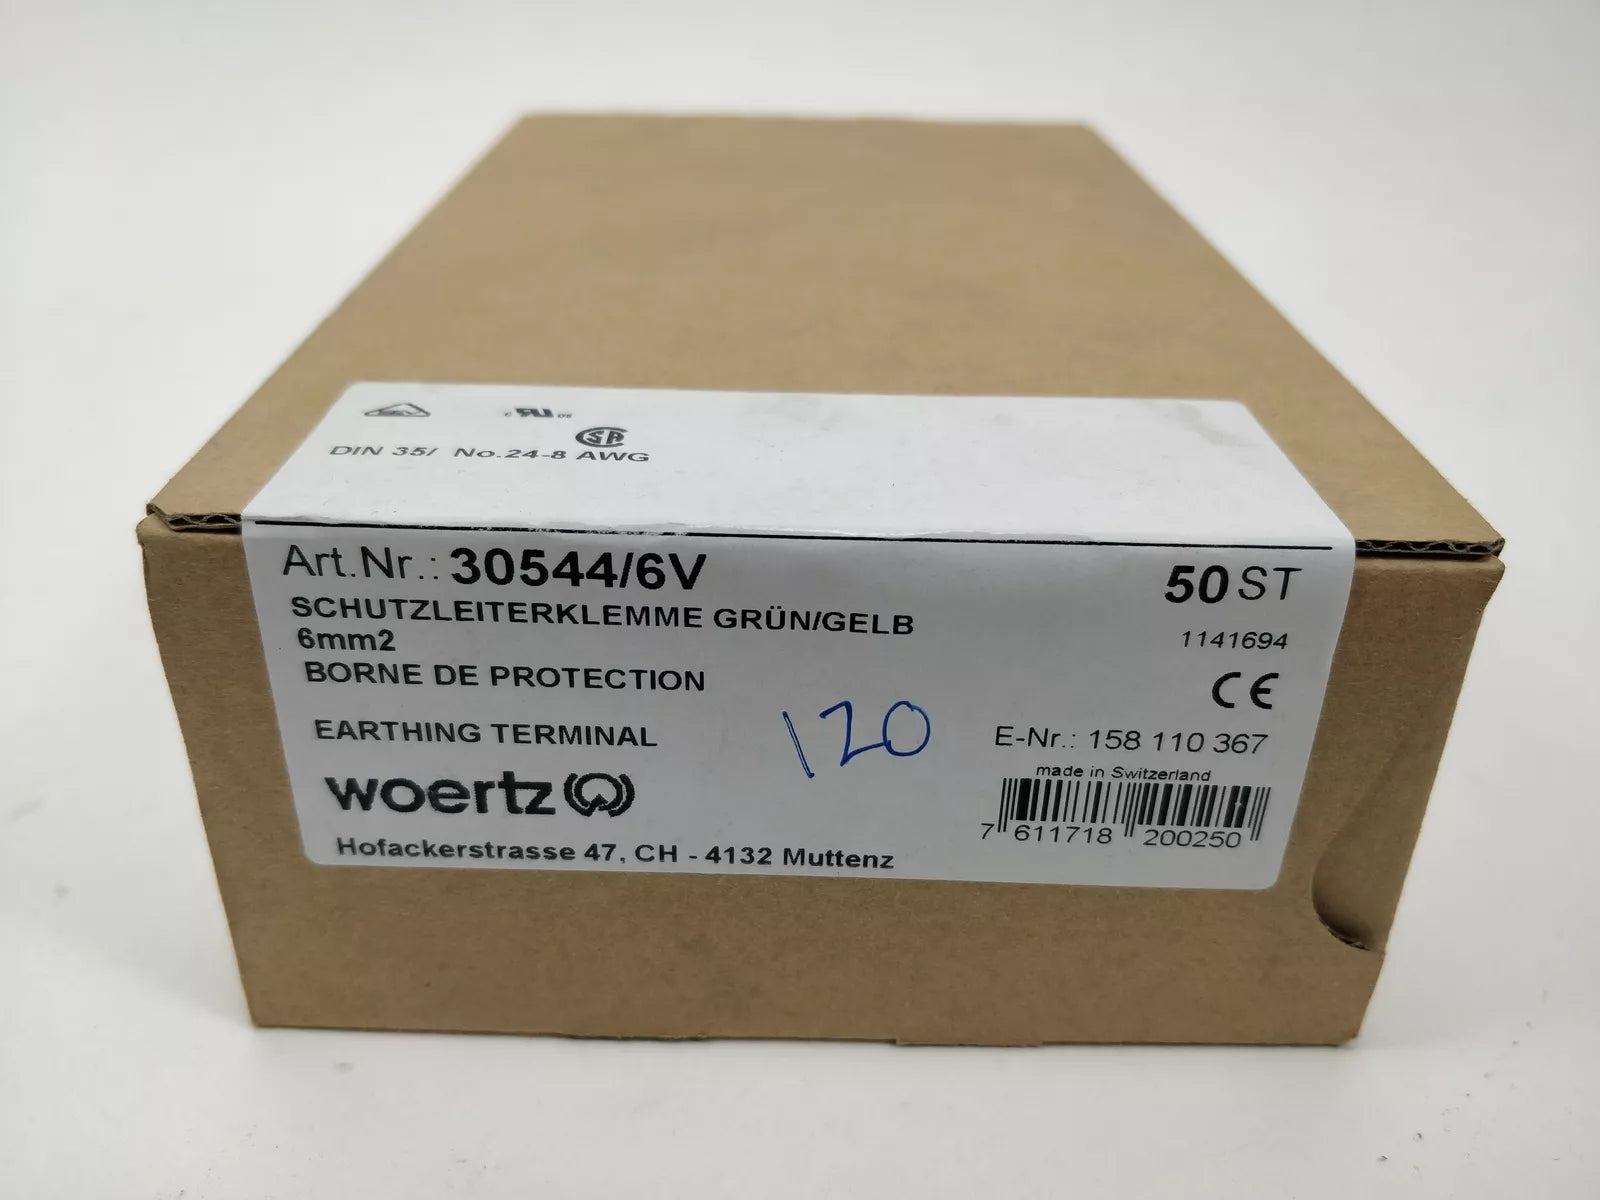 c UL us
DIN 35/ No.24-8 AWG
Art.Nr.: 30544/6V
50 ST
SCHUTZLEITERKLEMME GRÜN/GELB
1141694
6mm2
BORNE DE PROTECTION
CE
EARTHING TERMINAL
120
E-Nr.: 158 110 367
made in Switzerland
woertz
7 611718 200250
Hofackerstrasse 47, CH - 4132 Muttenz